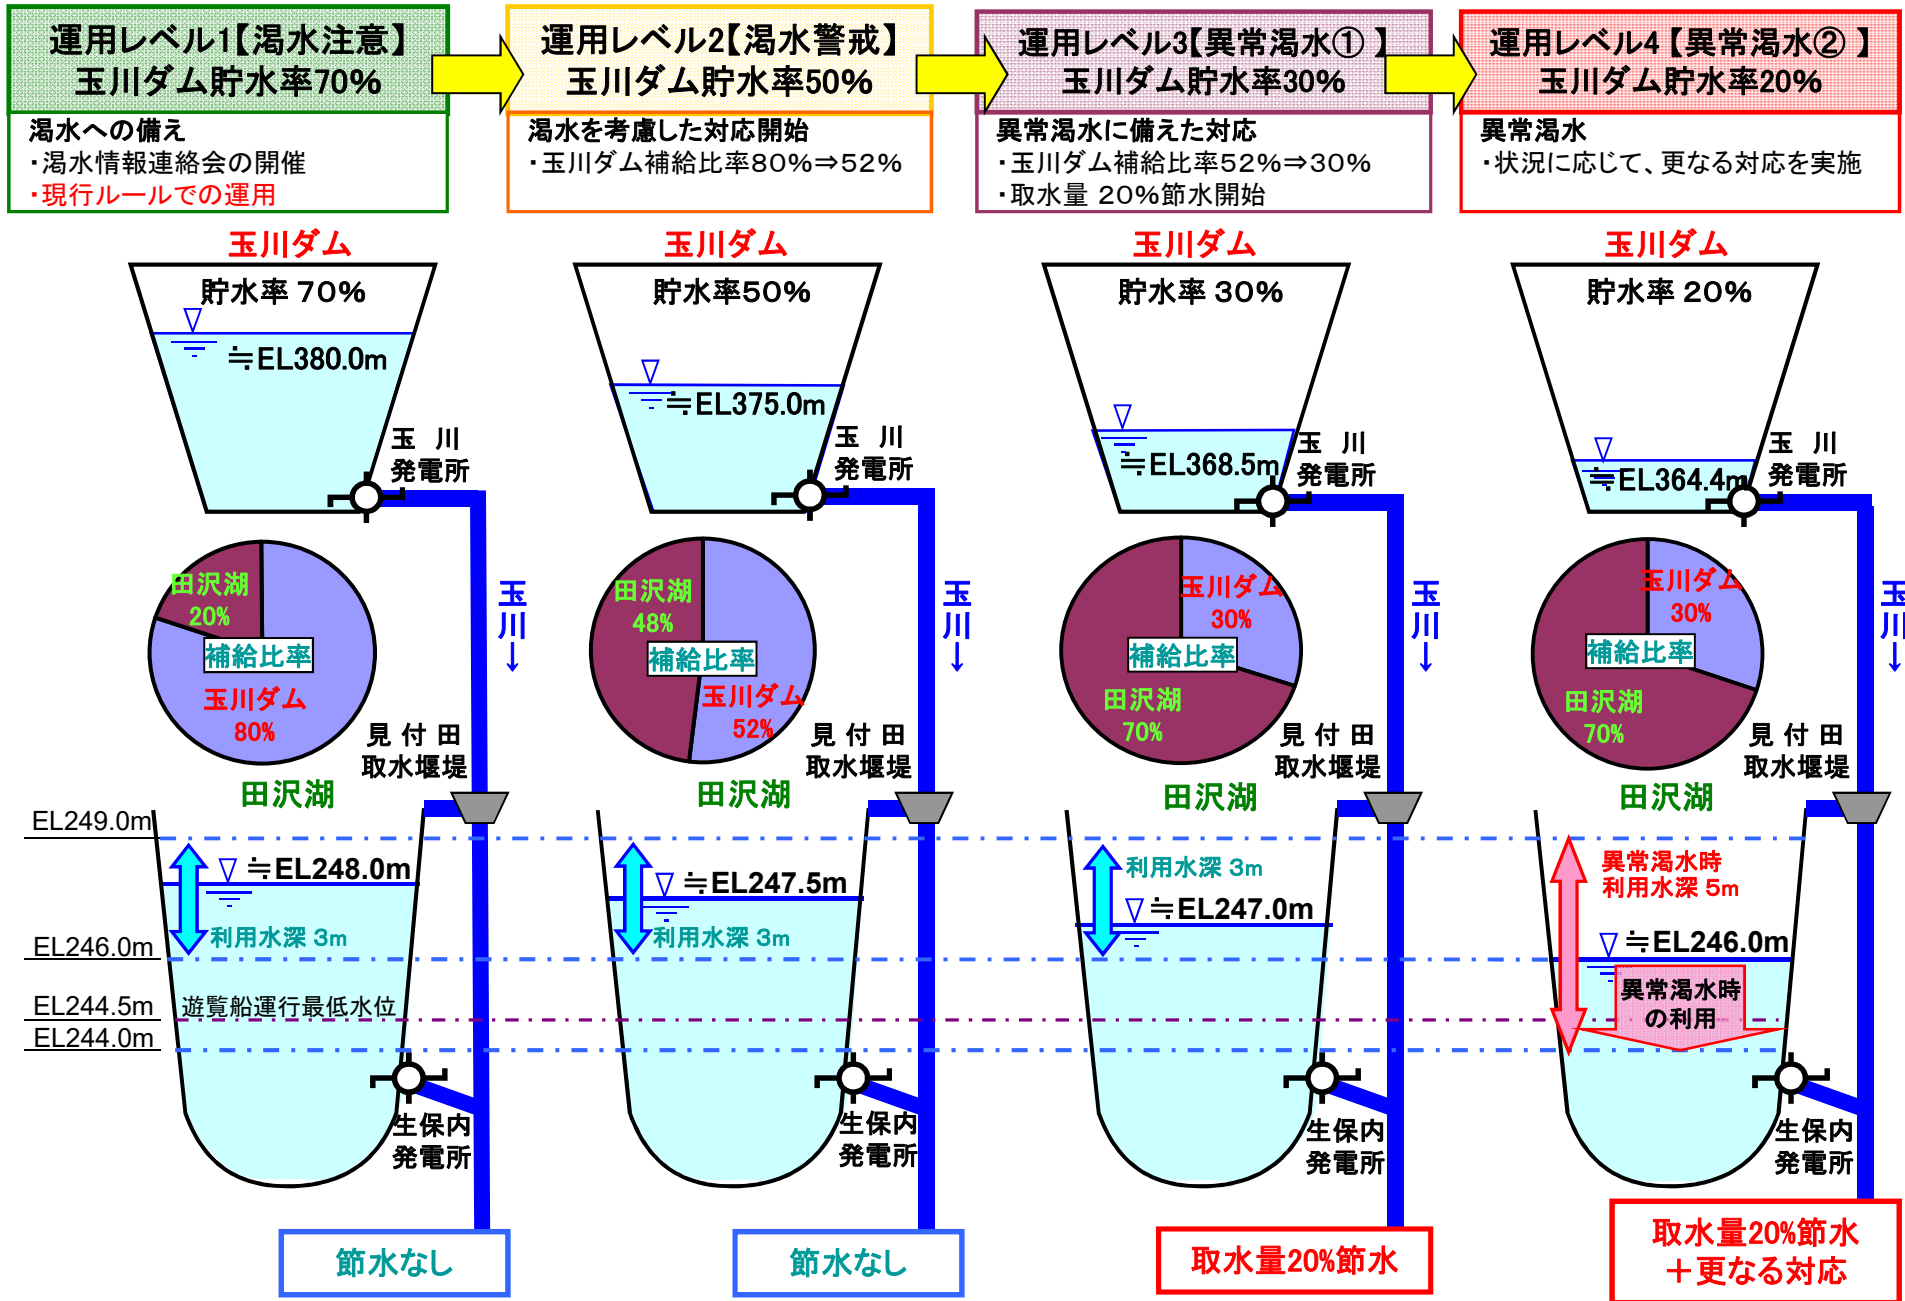 運用レベル1【渇水注意】
玉川ダム貯水率70%
渇水への備え
・渇水情報連絡会の開催
・現行ルールでの運用
運用レベル2【渇水警戒】
玉川ダム貯水率50%
渇水を考慮した対応開始
・玉川ダム補給比率80%⇒52%
運用レベル3【異常渇水① 】
玉川ダム貯水率30%
異常渇水に備えた対応
・玉川ダム補給比率52%⇒30%
・取水量 20%節水開始
運用レベル4【異常渇水② 】
玉川ダム貯水率20%
異常渇水
・状況に応じて、更なる対応を実施
玉川ダム
貯水率 70%
≒EL380.0m
玉 川
発電所
田沢湖
20%
補給比率
玉川ダム
80%
玉川↓
見 付 田
取水堰堤
田沢湖
EL249.0m
≒EL248.0m
利用水深 3m
EL246.0m
EL244.5m
遊覧船運行最低水位
EL244.0m
生保内
発電所
節水なし
玉川ダム
貯水率50%
≒EL375.0m
玉 川
発電所
田沢湖
48%
補給比率
玉川ダム
52%
玉川↓
見 付 田
取水堰堤
田沢湖
≒EL247.5m
利用水深 3m
生保内
発電所
節水なし
玉川ダム
貯水率 30%
≒EL368.5m
玉 川
発電所
玉川ダム
30%
補給比率
田沢湖
70%
玉川↓
見 付 田
取水堰堤
田沢湖
利用水深 3m
≒EL247.0m
生保内
発電所
取水量20%節水
玉川ダム
貯水率 20%
≒EL364.4m
玉 川
発電所
玉川ダム
30%
補給比率
田沢湖
70%
玉川↓
見 付 田
取水堰堤
田沢湖
異常渇水時
利用水深 5m
≒EL246.0m
異常渇水時
の利用
生保内
発電所
取水量20%節水
＋更なる対応